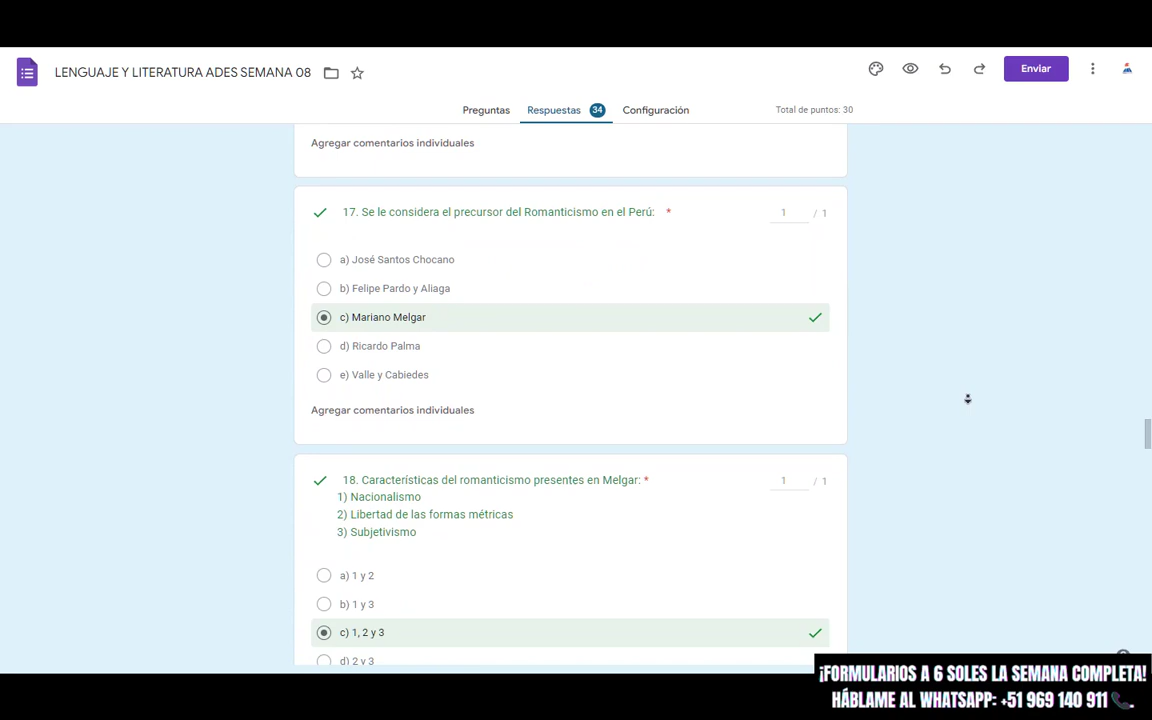 LENGUAJE Y LITERATURA ADES SEMANA 08
Enviar
Preguntas
Respuestas 34
Configuración
Total de puntos: 30
Agregar comentarios individuales
17. Se le considera el precursor del Romanticismo en el Perú: *
1 / 1
a) José Santos Chocano
b) Felipe Pardo y Aliaga
c) Mariano Melgar
d) Ricardo Palma
e) Valle y Cabiedes
Agregar comentarios individuales
18. Características del romanticismo presentes en Melgar: *
1 / 1
1) Nacionalismo
2) Libertad de las formas métricas
3) Subjetivismo
a) 1 y 2
b) 1 y 3
c) 1, 2 y 3
d) 2 y 3
¡FORMULARIOS A 6 SOLES LA SEMANA COMPLETA!
HÁBLAME AL WHATSAPP: +51 969 140 911 📞.